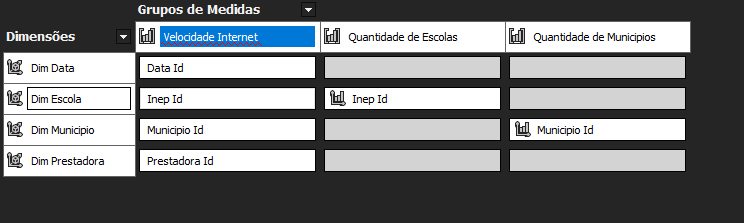 Grupos de Medidas
Dimensões Velocidade Internet Quantidade de Escolas Quantidade de Municipios
Dim Data Data Id
Dim Escola Inep Id Inep Id
Dim Municipio Municipio Id Municipio Id
Dim Prestadora Prestadora Id